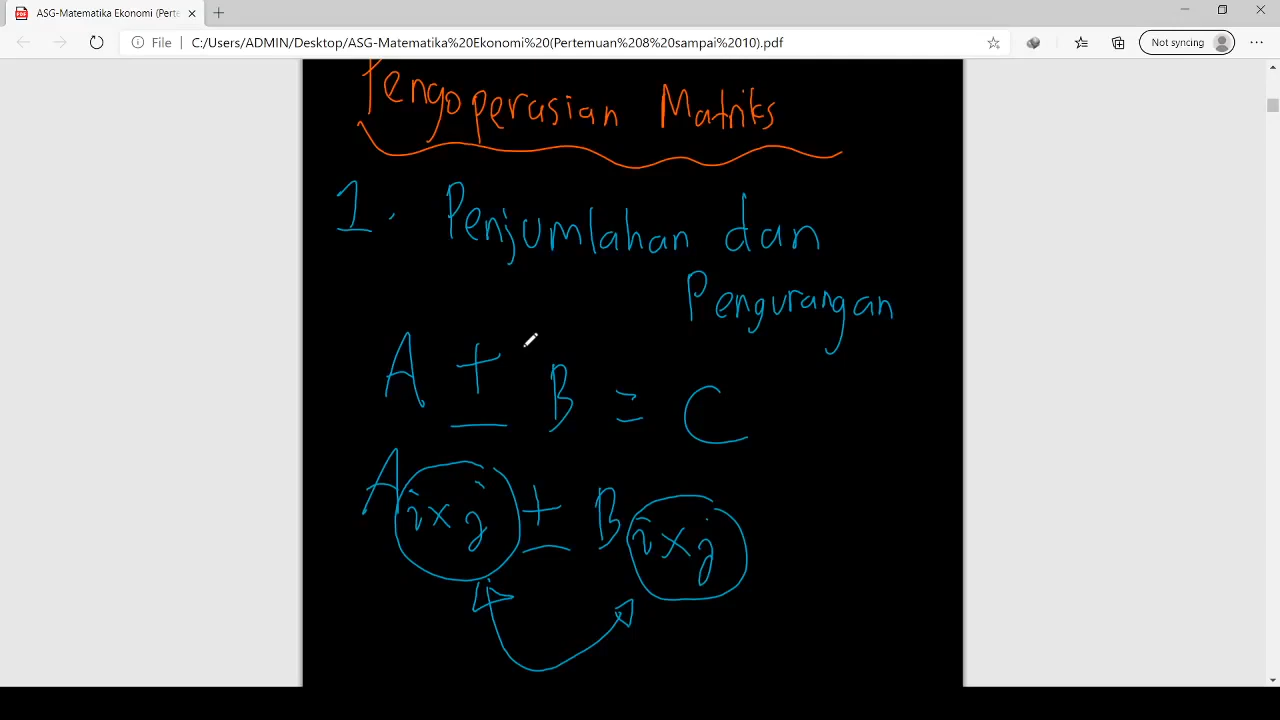 ASG-Matematika Ekonomi (Perte
File
C:/Users/ADMIN/Desktop/ASG-Matematika%20Ekonomi%20(Pertemuan%208%20sampai%2010).pdf
Not syncing
Pengoperasian Matriks
1. Penjumlahan dan
Pengurangan
A ± B = C
A i×j ± B i×j